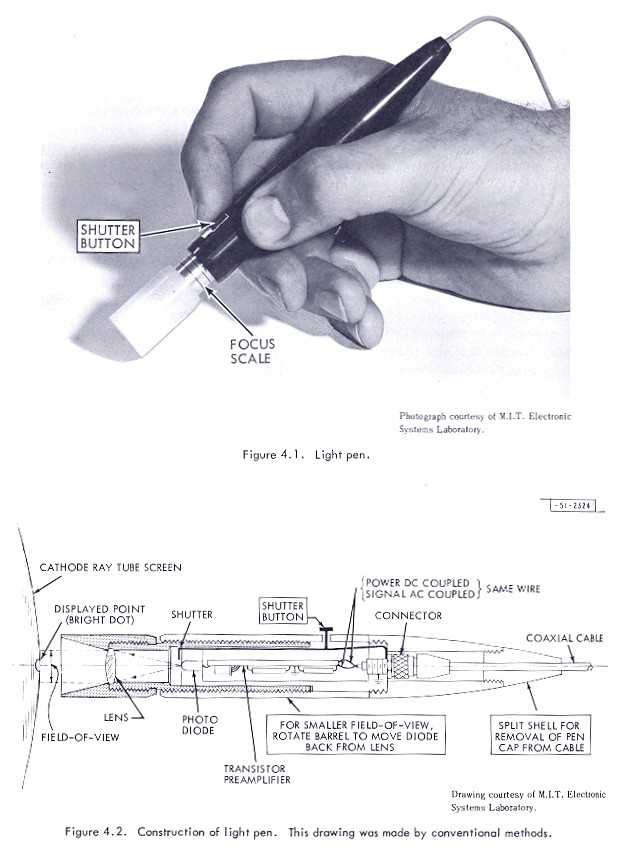 SHUTTER
BUTTON
FOCUS
SCALE
Photograph courtesy of M.I.T. Electronic
Systems Laboratory.
Figure 4.1. Light pen.
-51-2324
CATHODE RAY TUBE SCREEN
DISPLAYED POINT
(BRIGHT DOT)
SHUTTER
SHUTTER
BUTTON
POWER DC COUPLED
SIGNAL AC COUPLED
SAME WIRE
CONNECTOR
COAXIAL CABLE
LENS
FIELD-OF-VIEW
PHOTO
DIODE
TRANSISTOR
PREAMPLIFIER
FOR SMALLER FIELD-OF-VIEW,
ROTATE BARREL TO MOVE DIODE
BACK FROM LENS
SPLIT SHELL FOR
REMOVAL OF PEN
CAP FROM CABLE
Drawing courtesy of M.I.T. Electronic
Systems Laboratory.
Figure 4.2. Construction of light pen. This drawing was made by conventional methods.